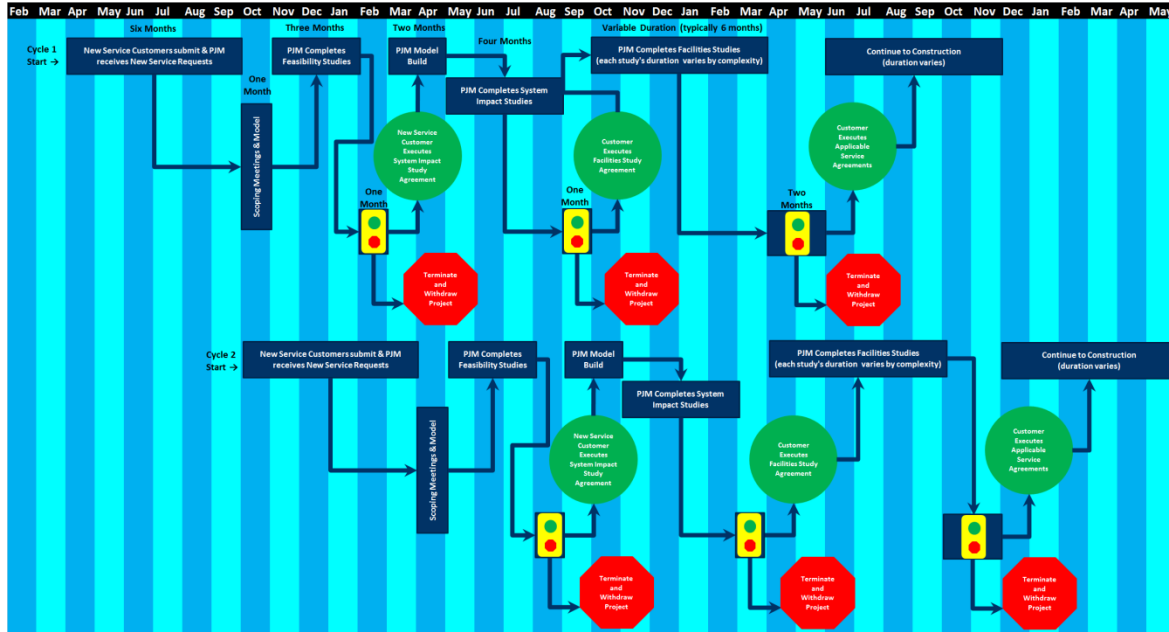 Feb Mar Apr May Jun Jul Aug Sep Oct Nov Dec Jan Feb Mar Apr May Jun Jul Aug Sep Oct Nov Dec Jan Feb Mar Apr May Jun Jul Aug Sep Oct Nov Dec Jan Feb Mar Apr May
Six Months
Three Months
Two Months
Four Months
Variable Duration (typically 6 months)
Cycle 1
Start →
New Service Customers submit & PJM
receives New Service Requests
One
Month
Scoping Meetings & Model
PJM Completes
Feasibility Studies
One
Month
New Service
Customer
Executes
System Impact
Study
Agreement
Terminate
and
Withdraw
Project
PJM Model
Build
PJM Completes System
Impact Studies
One
Month
Customer
Executes
Facilities Study
Agreement
Terminate
and
Withdraw
Project
PJM Completes Facilities Studies
(each study's duration varies by complexity)
Two
Months
Customer
Executes
Applicable
Service
Agreements
Terminate
and
Withdraw
Project
Continue to Construction
(duration varies)
Cycle 2
Start →
New Service Customers submit & PJM
receives New Service Requests
Scoping Meetings & Model
PJM Completes
Feasibility Studies
New Service
Customer
Executes
System Impact
Study
Agreement
Terminate
and
Withdraw
Project
PJM Model
Build
PJM Completes System
Impact Studies
Customer
Executes
Facilities Study
Agreement
Terminate
and
Withdraw
Project
PJM Completes Facilities Studies
(each study's duration varies by complexity)
Customer
Executes
Applicable
Service
Agreements
Terminate
and
Withdraw
Project
Continue to Construction
(duration varies)